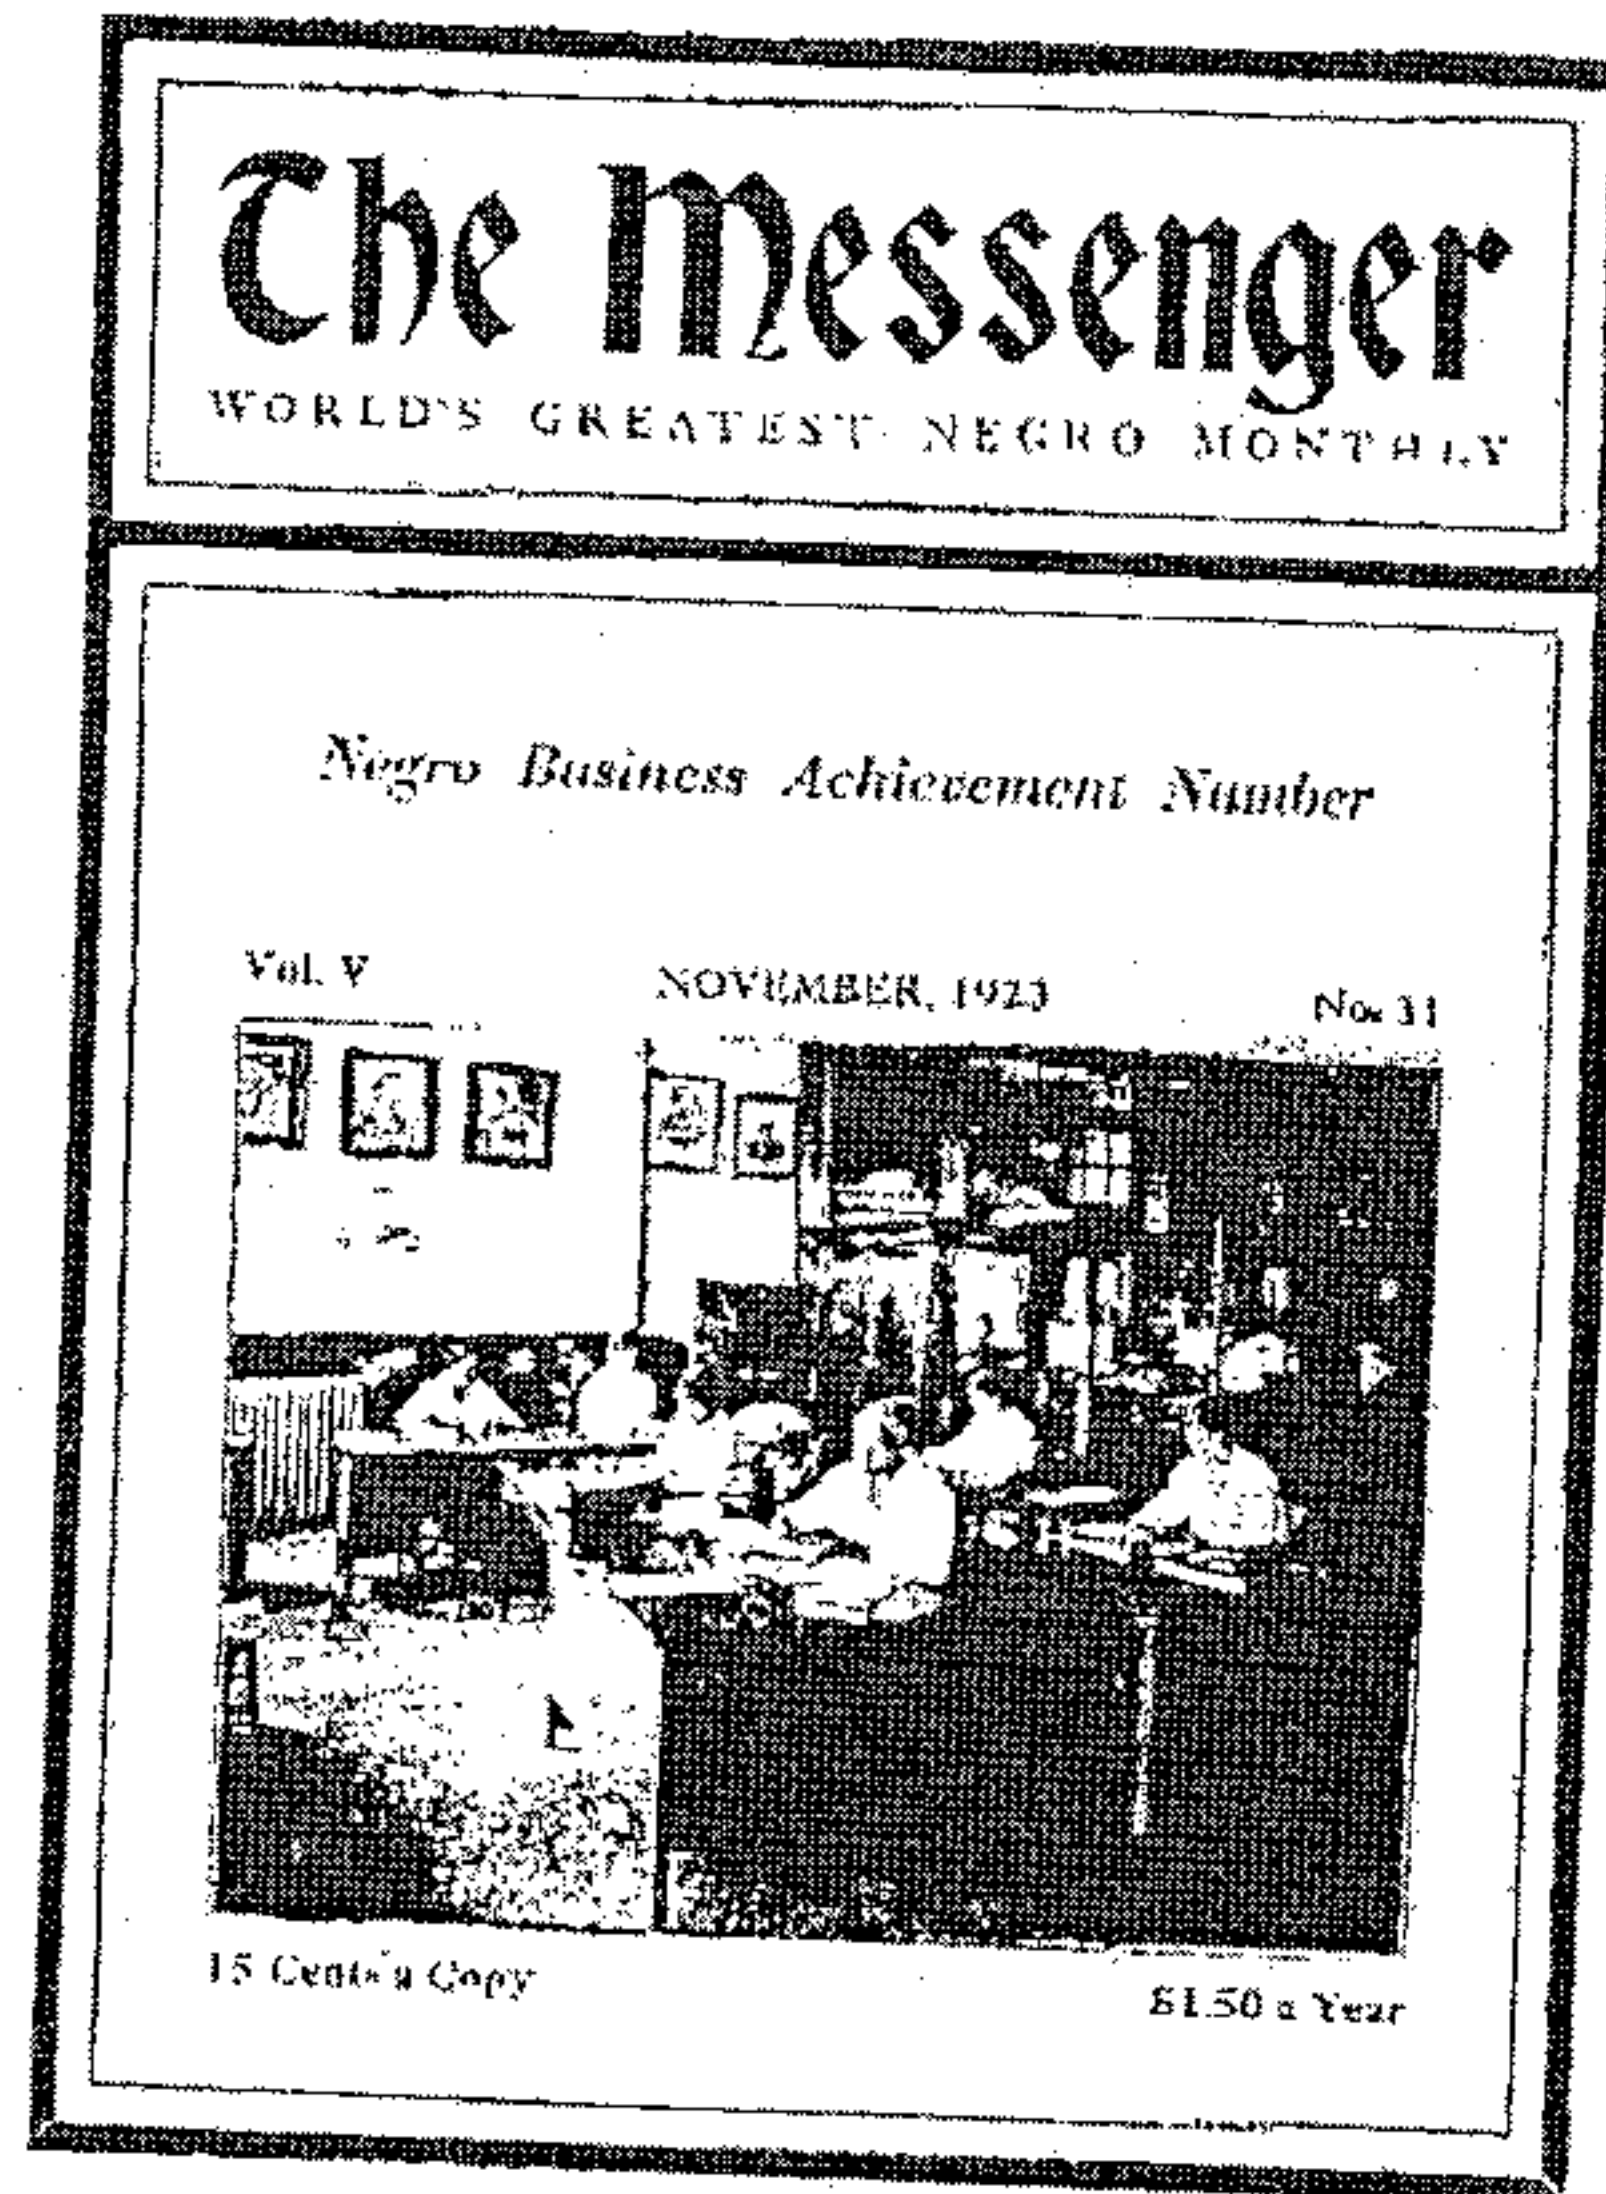 The Messenger
WORLD'S GREATEST NEGRO MONTHLY
Negro Business Achievement Number
Vol. V NOVEMBER, 1923 No. 11
15 Cents a Copy $1.50 a Year